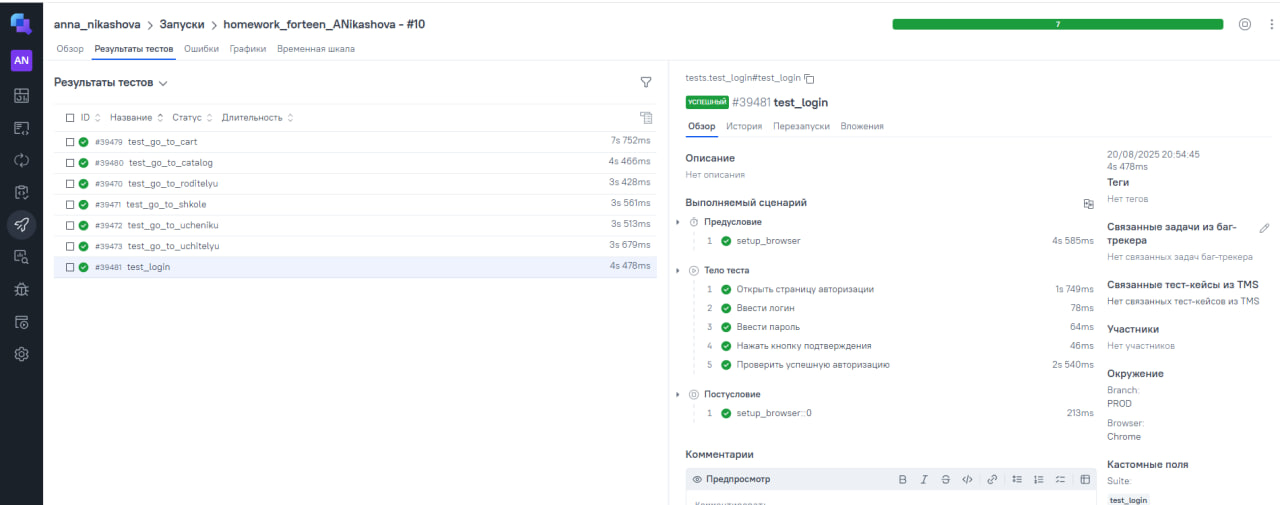 anna_nikashova > Запуски > homework_forteen_ANikashova - #10
7
Обзор Результаты тестов Ошибки Графики Временная шкала
AN
Результаты тестов
ID Название Статус Длительность
#39479 test_go_to_cart 7s 752ms
#39480 test_go_to_catalog 4s 466ms
#39470 test_go_to_roditelyu 3s 428ms
#39471 test_go_to_shkole 3s 561ms
#39472 test_go_to_ucheniku 3s 513ms
#39473 test_go_to_uchitelyu 3s 679ms
#39481 test_login 4s 478ms
tests.test_login#test_login
УСПЕШНЫЙ #39481 test_login
Обзор История Перезапуски Вложения
Описание
Нет описания
Выполняемый сценарий
Предусловие
1 setup_browser 4s 585ms
Тело теста
1 Открыть страницу авторизации 1s 749ms
2 Ввести логин 78ms
3 Ввести пароль 64ms
4 Нажать кнопку подтверждения 46ms
5 Проверить успешную авторизацию 2s 540ms
Постусловие
1 setup_browser::0 213ms
Комментарии
Предпросмотр
Комментировать
20/08/2025 20:54:45
4s 478ms
Теги
Нет тегов
Связанные задачи из баг-
трекера
Нет связанных задач баг-трекера
Связанные тест-кейсы из TMS
Нет связанных тест-кейсов из TMS
Участники
Нет участников
Окружение
Branch:
PROD
Browser:
Chrome
Кастомные поля
Suite:
test_login